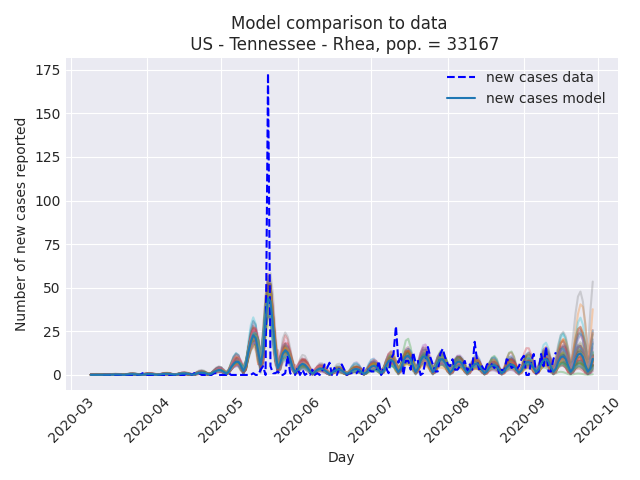 Model comparison to data
US - Tennessee - Rhea, pop. = 33167
new cases data
new cases model
Number of new cases reported
175
150
125
100
75
50
25
0
2020-03
2020-04
2020-05
2020-06
2020-07
2020-08
2020-09
2020-10
Day